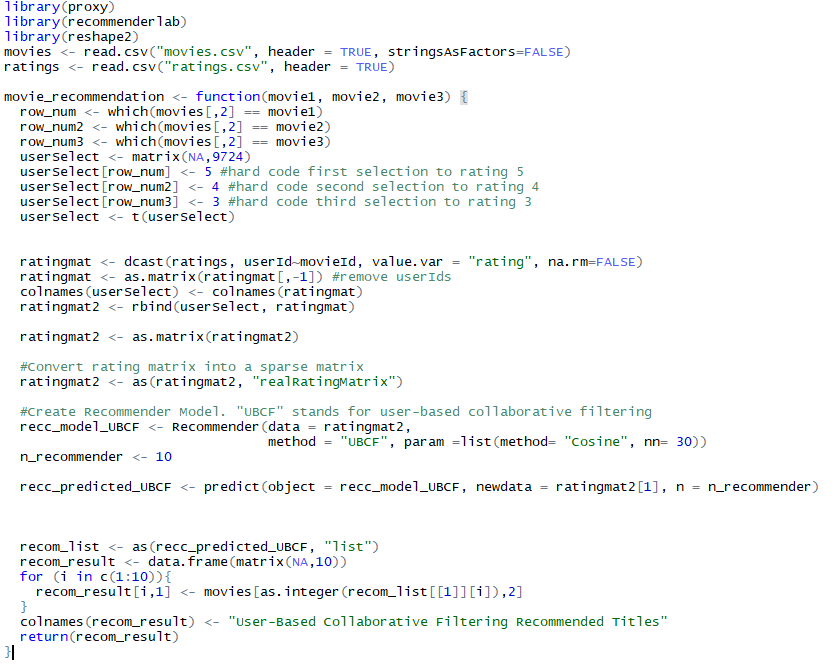 library(proxy)
library(recommenderlab)
library(reshape2)
movies <- read.csv("movies.csv", header = TRUE, stringsAsFactors=FALSE)
ratings <- read.csv("ratings.csv", header = TRUE)
movie_recommendation <- function(movie1, movie2, movie3) {
row_num <- which(movies[,2] == movie1)
row_num2 <- which(movies[,2] == movie2)
row_num3 <- which(movies[,2] == movie3)
userSelect <- matrix(NA,9724)
userSelect[row_num] <- 5 #hard code first selection to rating 5
userSelect[row_num2] <- 4 #hard code second selection to rating 4
userSelect[row_num3] <- 3 #hard code third selection to rating 3
userSelect <- t(userSelect)
ratingmat <- dcast(ratings, userId~movieId, value.var = "rating", na.rm=FALSE)
ratingmat <- as.matrix(ratingmat[,-1]) #remove userIds
colnames(userSelect) <- colnames(ratingmat)
ratingmat2 <- rbind(userSelect, ratingmat)
ratingmat2 <- as.matrix(ratingmat2)
#Convert rating matrix into a sparse matrix
ratingmat2 <- as(ratingmat2, "realRatingMatrix")
#Create Recommender Model. "UBCF" stands for user-based collaborative filtering
recc_model_UBCF <- Recommender(data = ratingmat2,
method = "UBCF", param =list(method= "Cosine", nn= 30))
n_recommender <- 10
recc_predicted_UBCF <- predict(object = recc_model_UBCF, newdata = ratingmat2[1], n = n_recommender)
recom_list <- as(recc_predicted_UBCF, "list")
recom_result <- data.frame(matrix(NA,10))
for (i in c(1:10)){
recom_result[i,1] <- movies[as.integer(recom_list[[1]][i]),2]
}
colnames(recom_result) <- "User-Based Collaborative Filtering Recommended Titles"
return(recom_result)
}